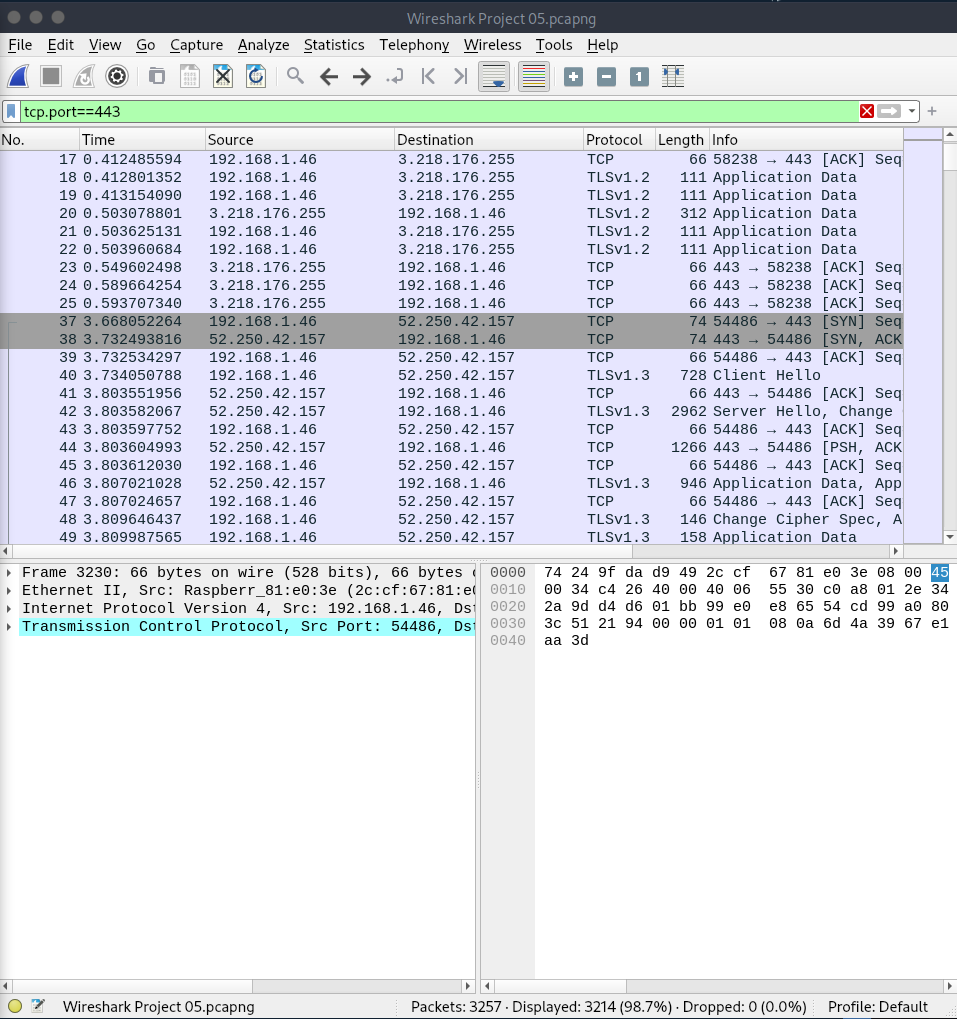 Wireshark Project 05.pcapng
File Edit View Go Capture Analyze Statistics Telephony Wireless Tools Help
tcp.port==443
No. Time Source Destination Protocol Length Info
17 0.412485594 192.168.1.46 3.218.176.255 TCP 66 58238 → 443 [ACK] Seq
18 0.412801352 192.168.1.46 3.218.176.255 TLSv1.2 111 Application Data
19 0.413154090 192.168.1.46 3.218.176.255 TLSv1.2 111 Application Data
20 0.503078801 3.218.176.255 192.168.1.46 TLSv1.2 312 Application Data
21 0.503625131 192.168.1.46 3.218.176.255 TLSv1.2 111 Application Data
22 0.503960684 192.168.1.46 3.218.176.255 TLSv1.2 111 Application Data
23 0.549602498 3.218.176.255 192.168.1.46 TCP 66 443 → 58238 [ACK] Seq
24 0.589664254 3.218.176.255 192.168.1.46 TCP 66 443 → 58238 [ACK] Seq
25 0.593707340 3.218.176.255 192.168.1.46 TCP 66 443 → 58238 [ACK] Seq
37 3.668052264 192.168.1.46 52.250.42.157 TCP 74 54486 → 443 [SYN] Seq
38 3.732493816 52.250.42.157 192.168.1.46 TCP 74 443 → 54486 [SYN, ACK
39 3.732534297 192.168.1.46 52.250.42.157 TCP 66 54486 → 443 [ACK] Seq
40 3.734050788 192.168.1.46 52.250.42.157 TLSv1.3 728 Client Hello
41 3.803551956 52.250.42.157 192.168.1.46 TCP 66 443 → 54486 [ACK] Seq
42 3.803582067 52.250.42.157 192.168.1.46 TLSv1.3 2962 Server Hello, Change
43 3.803597752 192.168.1.46 52.250.42.157 TCP 66 54486 → 443 [ACK] Seq
44 3.803604993 52.250.42.157 192.168.1.46 TCP 1266 443 → 54486 [PSH, ACK
45 3.803612030 192.168.1.46 52.250.42.157 TCP 66 54486 → 443 [ACK] Seq
46 3.807021028 52.250.42.157 192.168.1.46 TLSv1.3 946 Application Data, App
47 3.807024657 192.168.1.46 52.250.42.157 TCP 66 54486 → 443 [ACK] Seq
48 3.809646437 192.168.1.46 52.250.42.157 TLSv1.3 146 Change Cipher Spec, A
49 3.809987565 192.168.1.46 52.250.42.157 TLSv1.3 158 Application Data
Frame 3230: 66 bytes on wire (528 bits), 66 bytes c
Ethernet II, Src: Raspberr_81:e0:3e (2c:cf:67:81:e0
Internet Protocol Version 4, Src: 192.168.1.46, Dst
Transmission Control Protocol, Src Port: 54486, Dst
0000 74 24 9f da d9 49 2c cf 67 81 e0 3e 08 00 45
0010 00 34 c4 26 40 00 40 06 55 30 c0 a8 01 2e 34
0020 2a 9d d4 d6 01 bb 99 e0 e8 65 54 cd 99 a0 80
0030 3c 51 21 94 00 00 01 01 08 0a 6d 4a 39 67 e1
0040 aa 3d
Wireshark Project 05.pcapng Packets: 3257 · Displayed: 3214 (98.7%) · Dropped: 0 (0.0%) Profile: Default